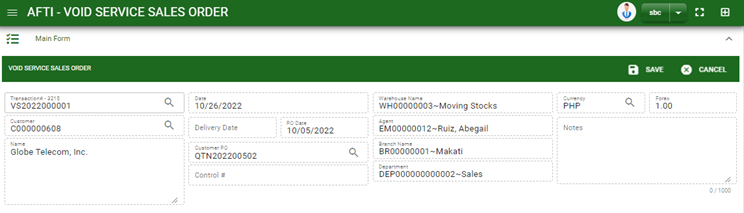 AFTI - VOID SERVICE SALES ORDER
sbc
Main Form
VOID SERVICE SALES ORDER
SAVE
CANCEL
Transaction# - 3215
VS2022000001
Customer
C000000608
Name
Globe Telecom, Inc.
Date
10/26/2022
Delivery Date
PO Date
10/05/2022
Customer PO
QTN202200502
Control #
Warehouse Name
WH00000003~Moving Stocks
Agent
EM00000012~Ruiz, Abegail
Branch Name
BR00000001~Makati
Department
DEP000000000002~Sales
Currency
PHP
Forex
1.00
Notes
0 / 1000